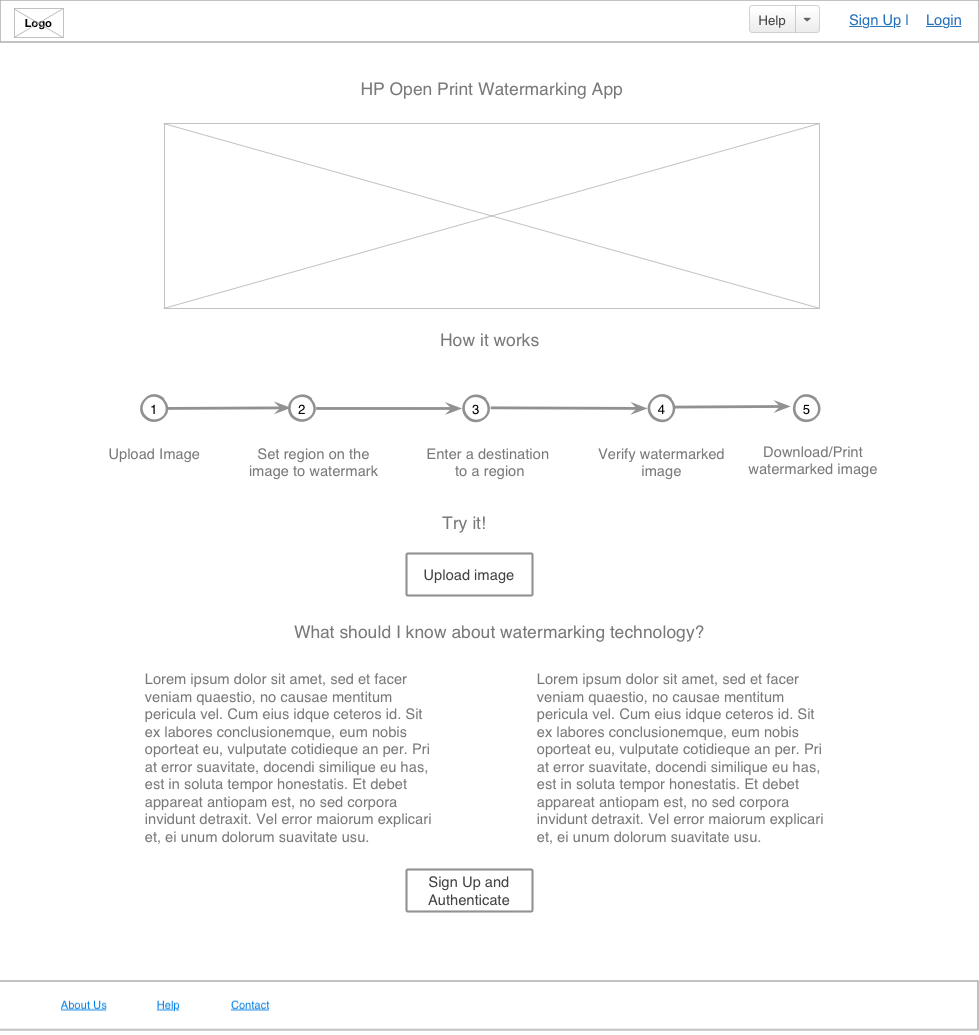 Logo
Help
Sign Up | Login
HP Open Print Watermarking App
How it works
1 2 3 4 5
Upload Image
Set region on the
image to watermark
Enter a destination
to a region
Verify watermarked
image
Download/Print
watermarked image
Try it!
Upload image
What should I know about watermarking technology?
Lorem ipsum dolor sit amet, sed et facer
veniam quaestio, no causae mentitum
pericula vel. Cum eius idque ceteros id. Sit
ex labores conclusionemque, eum nobis
oporteat eu, vulputate cotidieque an per. Pri
at error suavitate, docendi similique eu has,
est in soluta tempor honestatis. Et debet
appareat antiopam est, no sed corpora
invidunt detraxit. Vel error maiorum explicari
et, ei unum dolorum suavitate usu.
Lorem ipsum dolor sit amet, sed et facer
veniam quaestio, no causae mentitum
pericula vel. Cum eius idque ceteros id. Sit
ex labores conclusionemque, eum nobis
oporteat eu, vulputate cotidieque an per. Pri
at error suavitate, docendi similique eu has,
est in soluta tempor honestatis. Et debet
appareat antiopam est, no sed corpora
invidunt detraxit. Vel error maiorum explicari
et, ei unum dolorum suavitate usu.
Sign Up and
Authenticate
About Us Help Contact